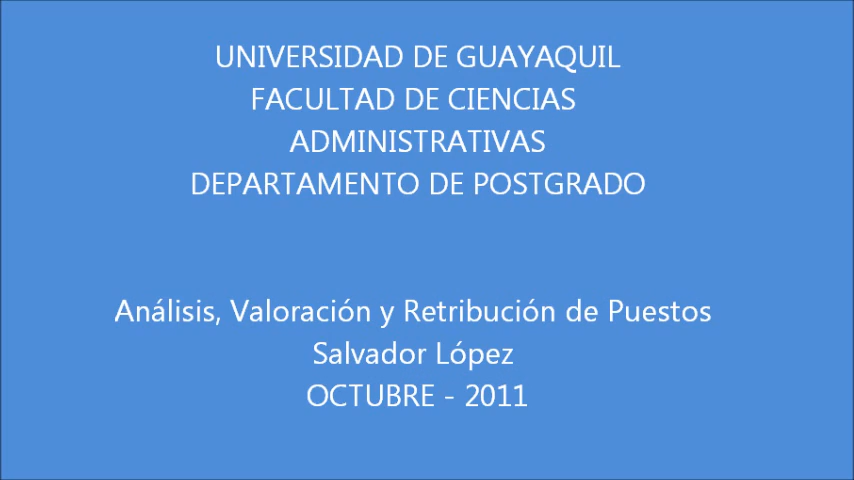 UNIVERSIDAD DE GUAYAQUIL
FACULTAD DE CIENCIAS
ADMINISTRATIVAS
DEPARTAMENTO DE POSTGRADO
Análisis, Valoración y Retribución de Puestos
Salvador López
OCTUBRE - 2011